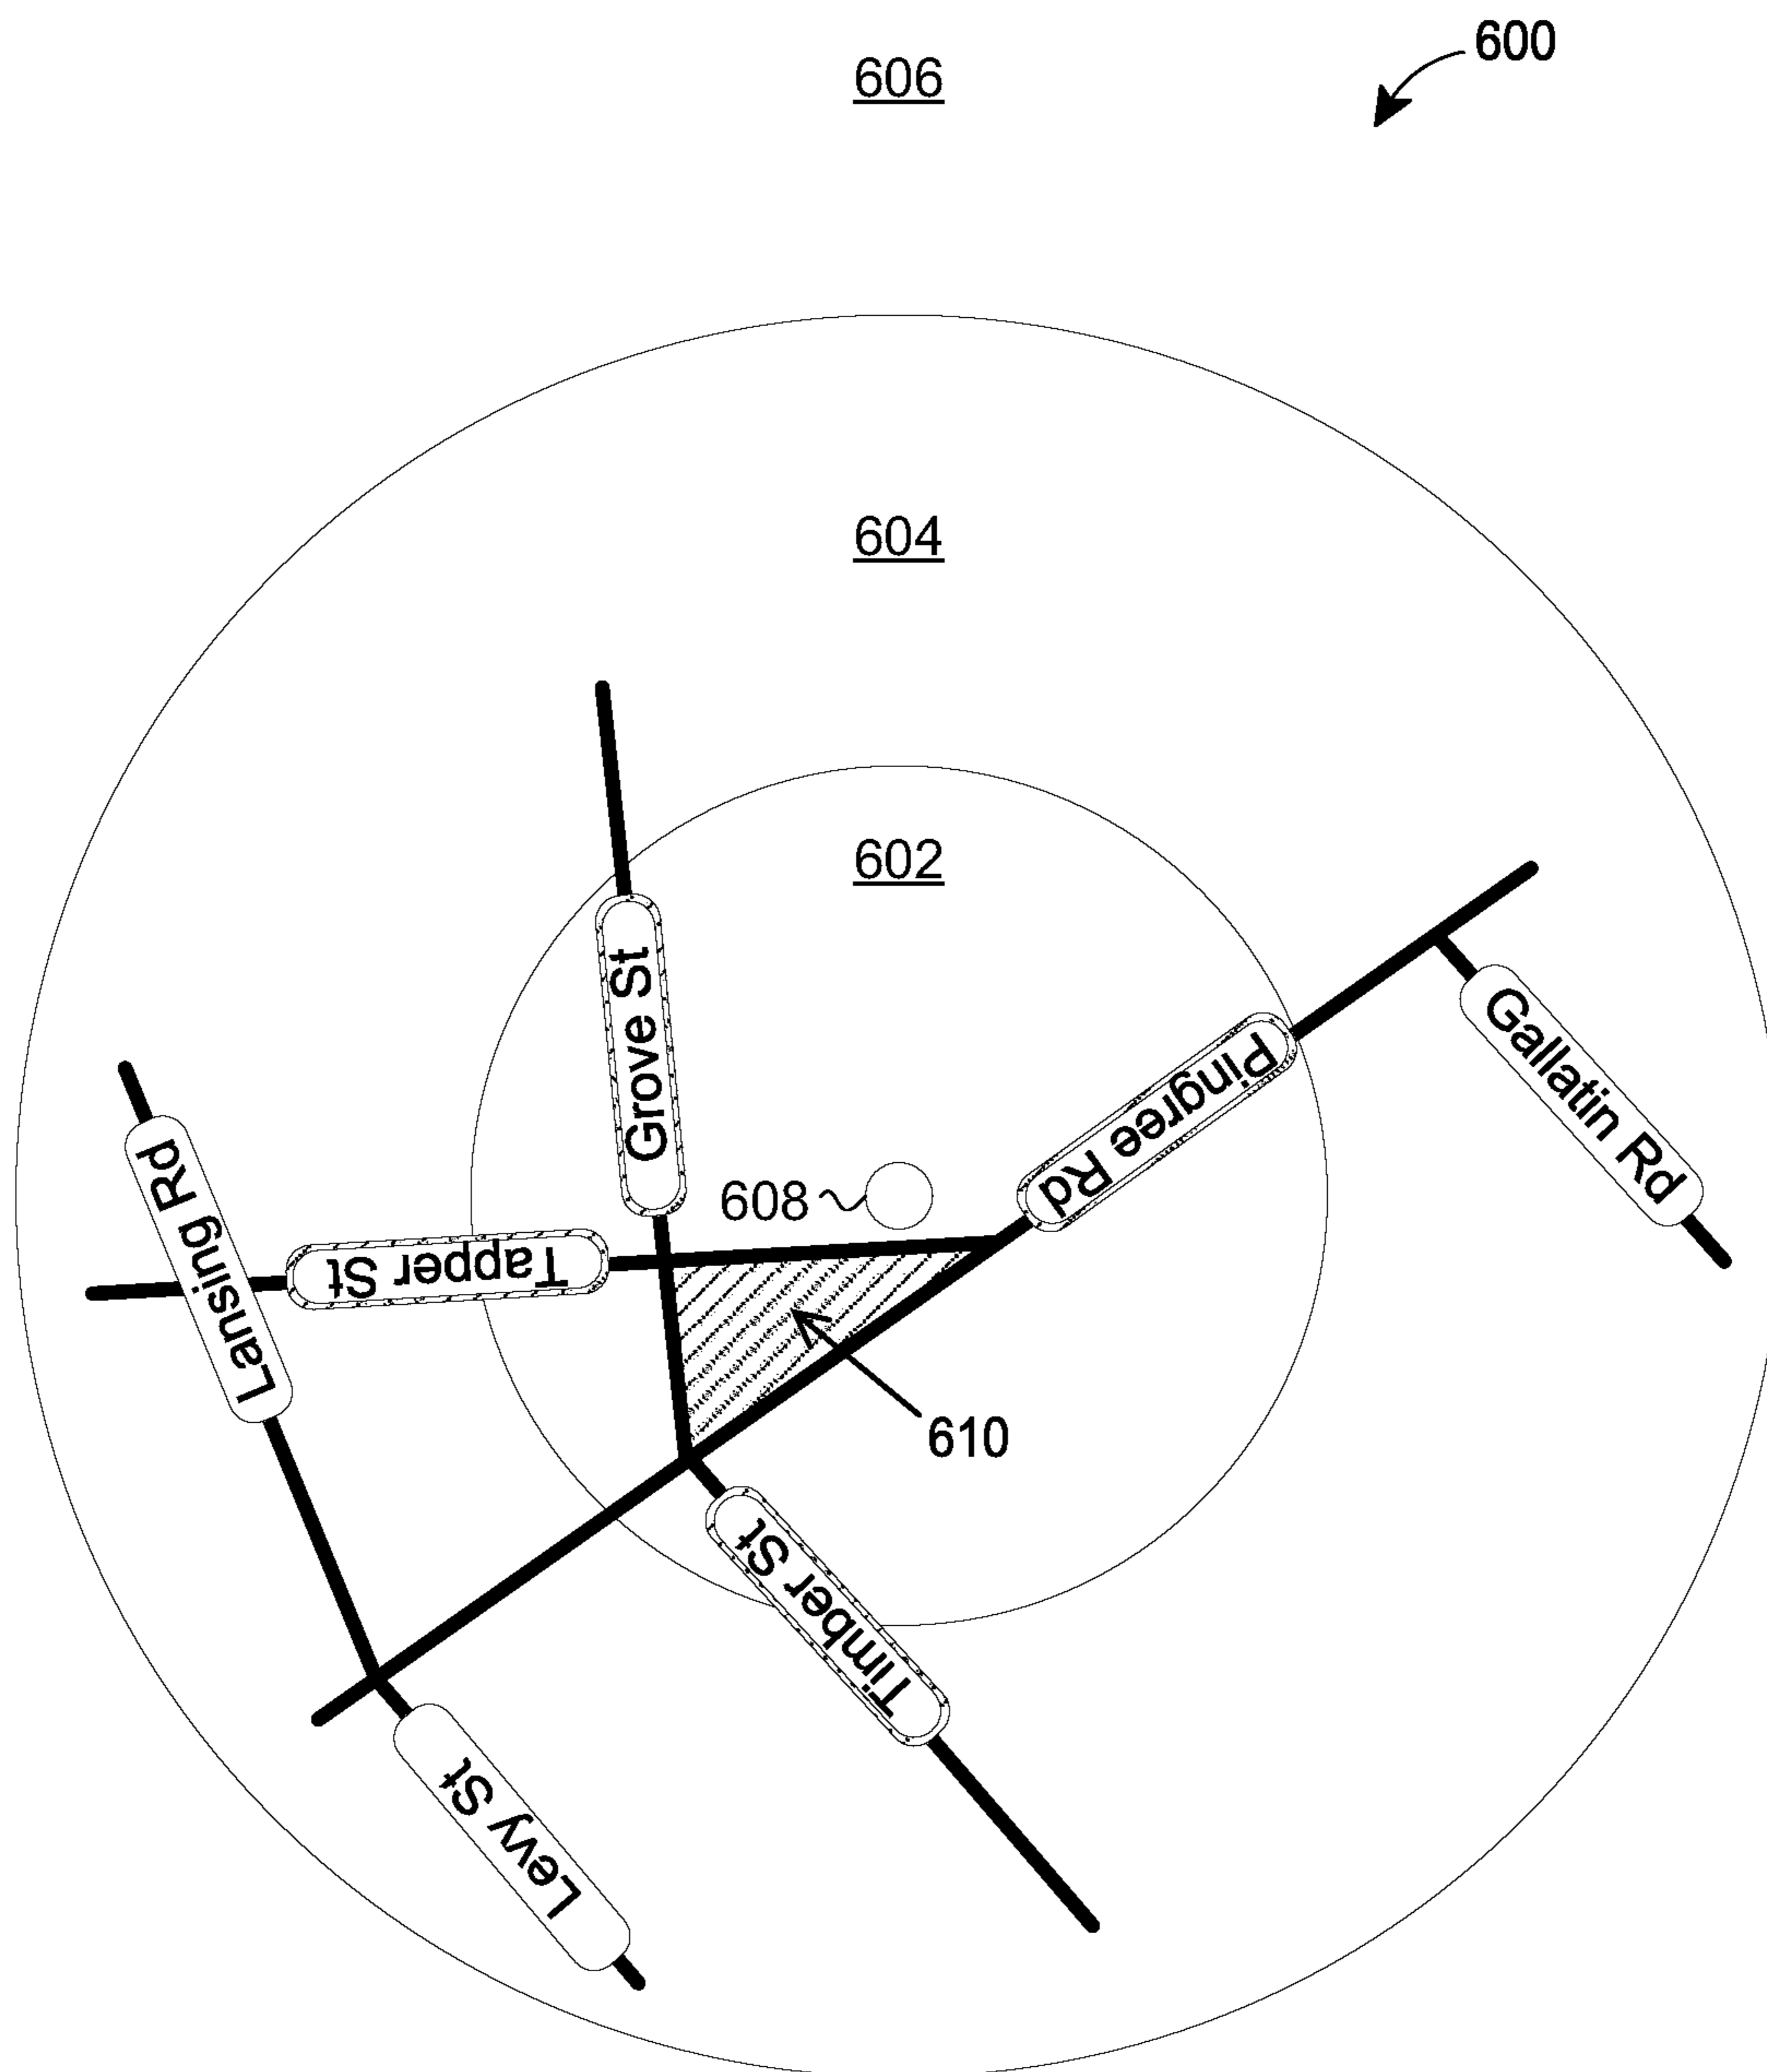 600
606
604
602
Grove St
Pingree Rd
Gallatin Rd
Lansing Rd
608
Tapper St
610
Timber St
Levy St